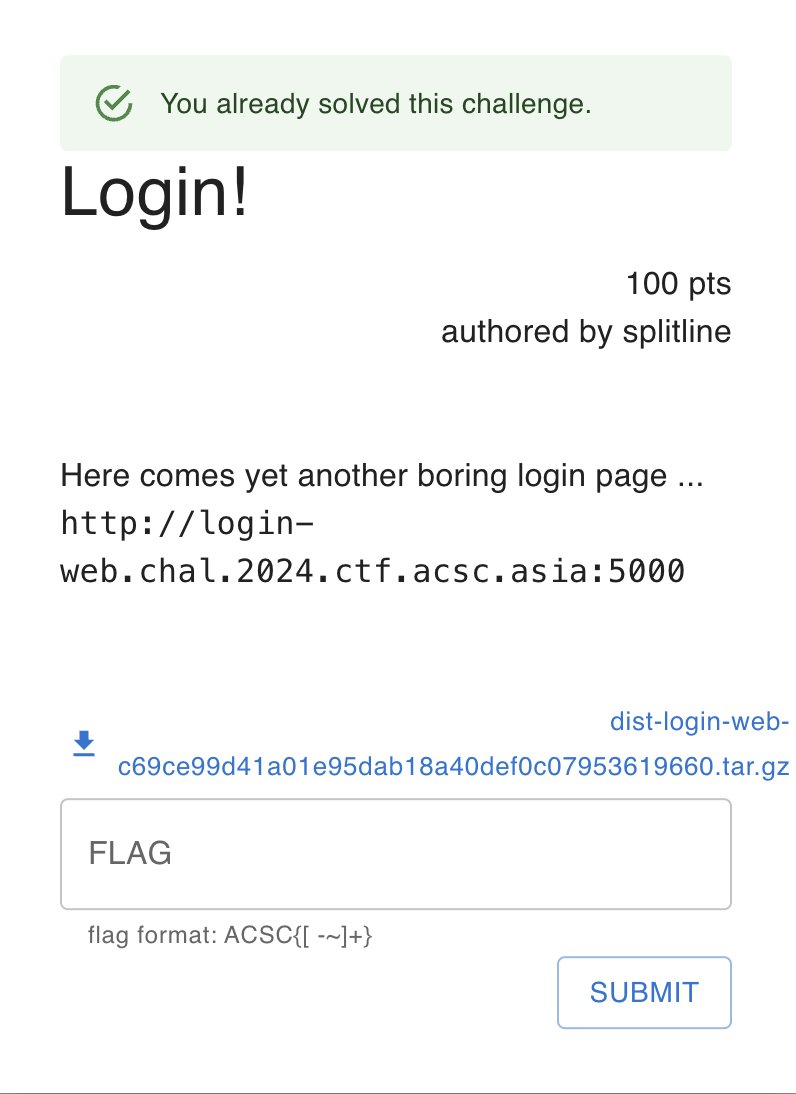 You already solved this challenge.
Login!
100 pts
authored by splitline
Here comes yet another boring login page ...
http://login-
web.chal.2024.ctf.acsc.asia:5000
dist-login-web-
c69ce99d41a01e95dab18a40def0c07953619660.tar.gz
FLAG
flag format: ACSC{[ -~]+}
SUBMIT